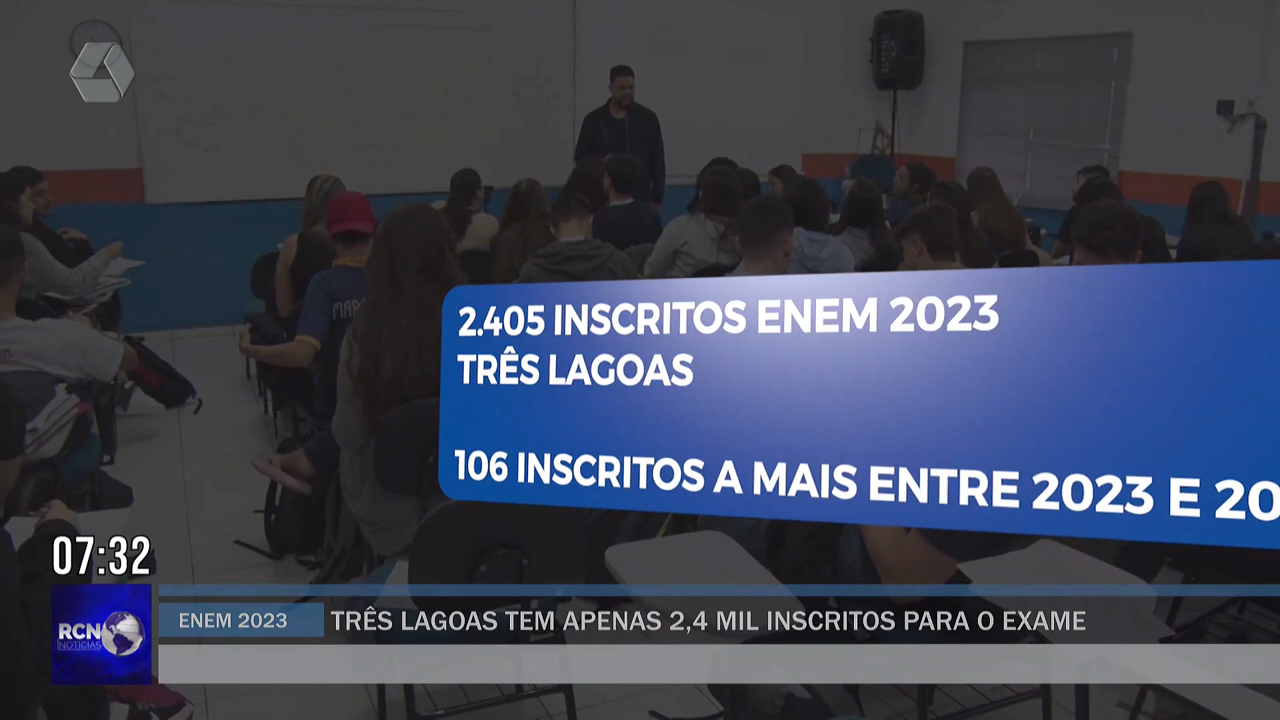 2.405 INSCRITOS ENEM 2023
TRÊS LAGOAS
106 INSCRITOS A MAIS ENTRE 2023 E 20
07:32
ENEM 2023
TRÊS LAGOAS TEM APENAS 2,4 MIL INSCRITOS PARA O EXAME
RCN
NOTÍCIAS